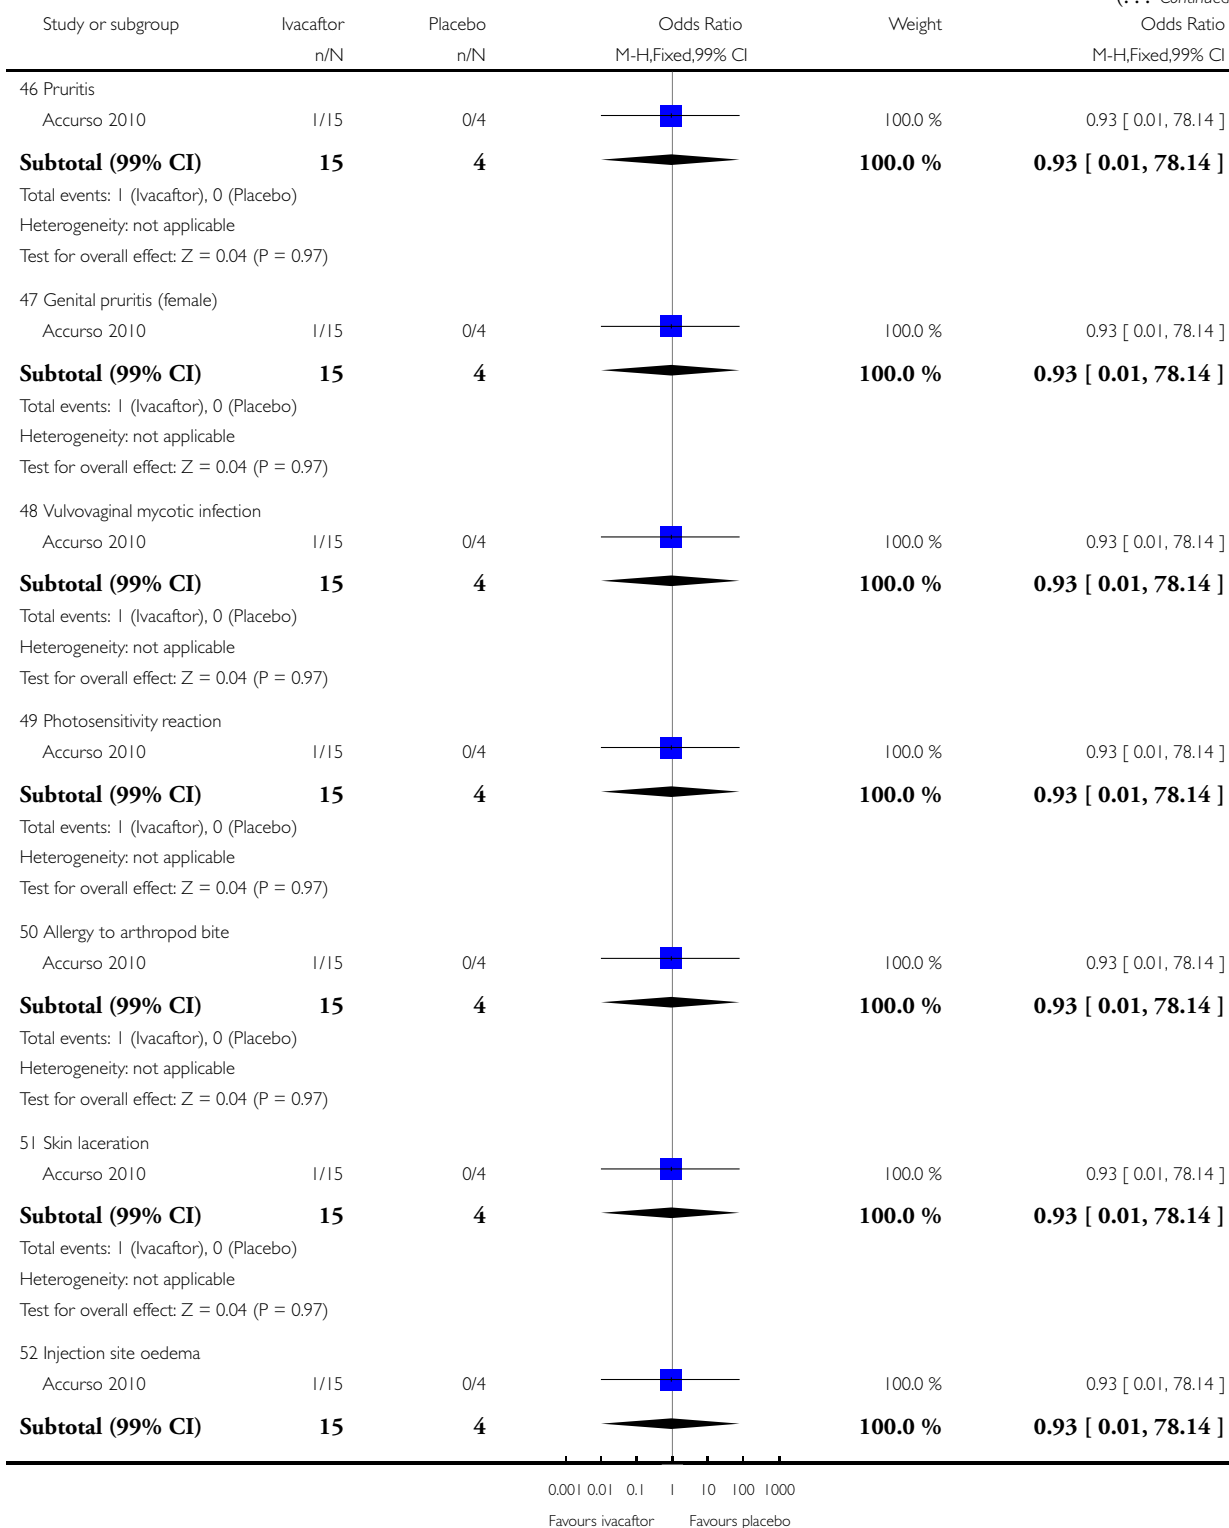 (. . . Continued
Study or subgroup Ivacaftor Placebo Odds Ratio Weight Odds Ratio
n/N n/N M-H,Fixed,99% CI M-H,Fixed,99% CI
46 Pruritis
Accurso 2010 1/15 0/4 100.0 % 0.93 [ 0.01, 78.14 ]
Subtotal (99% CI) 15 4 100.0 % 0.93 [ 0.01, 78.14 ]
Total events: 1 (Ivacaftor), 0 (Placebo)
Heterogeneity: not applicable
Test for overall effect: Z = 0.04 (P = 0.97)
47 Genital pruritis (female)
Accurso 2010 1/15 0/4 100.0 % 0.93 [ 0.01, 78.14 ]
Subtotal (99% CI) 15 4 100.0 % 0.93 [ 0.01, 78.14 ]
Total events: 1 (Ivacaftor), 0 (Placebo)
Heterogeneity: not applicable
Test for overall effect: Z = 0.04 (P = 0.97)
48 Vulvovaginal mycotic infection
Accurso 2010 1/15 0/4 100.0 % 0.93 [ 0.01, 78.14 ]
Subtotal (99% CI) 15 4 100.0 % 0.93 [ 0.01, 78.14 ]
Total events: 1 (Ivacaftor), 0 (Placebo)
Heterogeneity: not applicable
Test for overall effect: Z = 0.04 (P = 0.97)
49 Photosensitivity reaction
Accurso 2010 1/15 0/4 100.0 % 0.93 [ 0.01, 78.14 ]
Subtotal (99% CI) 15 4 100.0 % 0.93 [ 0.01, 78.14 ]
Total events: 1 (Ivacaftor), 0 (Placebo)
Heterogeneity: not applicable
Test for overall effect: Z = 0.04 (P = 0.97)
50 Allergy to arthropod bite
Accurso 2010 1/15 0/4 100.0 % 0.93 [ 0.01, 78.14 ]
Subtotal (99% CI) 15 4 100.0 % 0.93 [ 0.01, 78.14 ]
Total events: 1 (Ivacaftor), 0 (Placebo)
Heterogeneity: not applicable
Test for overall effect: Z = 0.04 (P = 0.97)
51 Skin laceration
Accurso 2010 1/15 0/4 100.0 % 0.93 [ 0.01, 78.14 ]
Subtotal (99% CI) 15 4 100.0 % 0.93 [ 0.01, 78.14 ]
Total events: 1 (Ivacaftor), 0 (Placebo)
Heterogeneity: not applicable
Test for overall effect: Z = 0.04 (P = 0.97)
52 Injection site oedema
Accurso 2010 1/15 0/4 100.0 % 0.93 [ 0.01, 78.14 ]
Subtotal (99% CI) 15 4 100.0 % 0.93 [ 0.01, 78.14 ]
0.001 0.01 0.1 1 10 100 1000
Favours ivacaftor Favours placebo